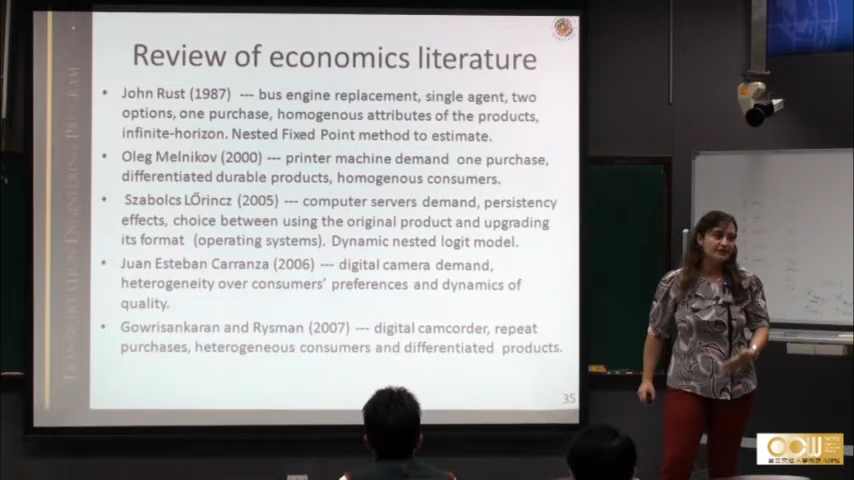 Review of economics literature
• John Rust (1987) --- bus engine replacement, single agent, two
options, one purchase, homogenous attributes of the products,
infinite-horizon. Nested Fixed Point method to estimate.
• Oleg Melnikov (2000) --- printer machine demand one purchase,
differentiated durable products, homogenous consumers.
• Szabolcs LŐrincz (2005) --- computer servers demand, persistency
effects, choice between using the original product and upgrading
its format (operating systems). Dynamic nested logit model.
• Juan Esteban Carranza (2006) --- digital camera demand,
heterogeneity over consumers' preferences and dynamics of
quality.
• Gowrisankaran and Rysman (2007) --- digital camcorder, repeat
purchases, heterogeneous consumers and differentiated products.
35
TRANSPORTATION ENGINEERING PROGRAM
OCW